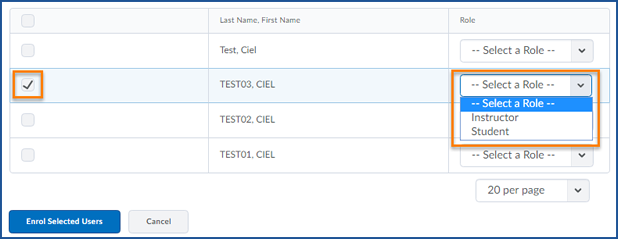 Last Name, First Name Role
Test, Ciel -- Select a Role --
TEST03, CIEL -- Select a Role --
-- Select a Role --
Instructor
TEST02, CIEL
Student
TEST01, CIEL -- Select a Role --
20 per page
Enrol Selected Users Cancel